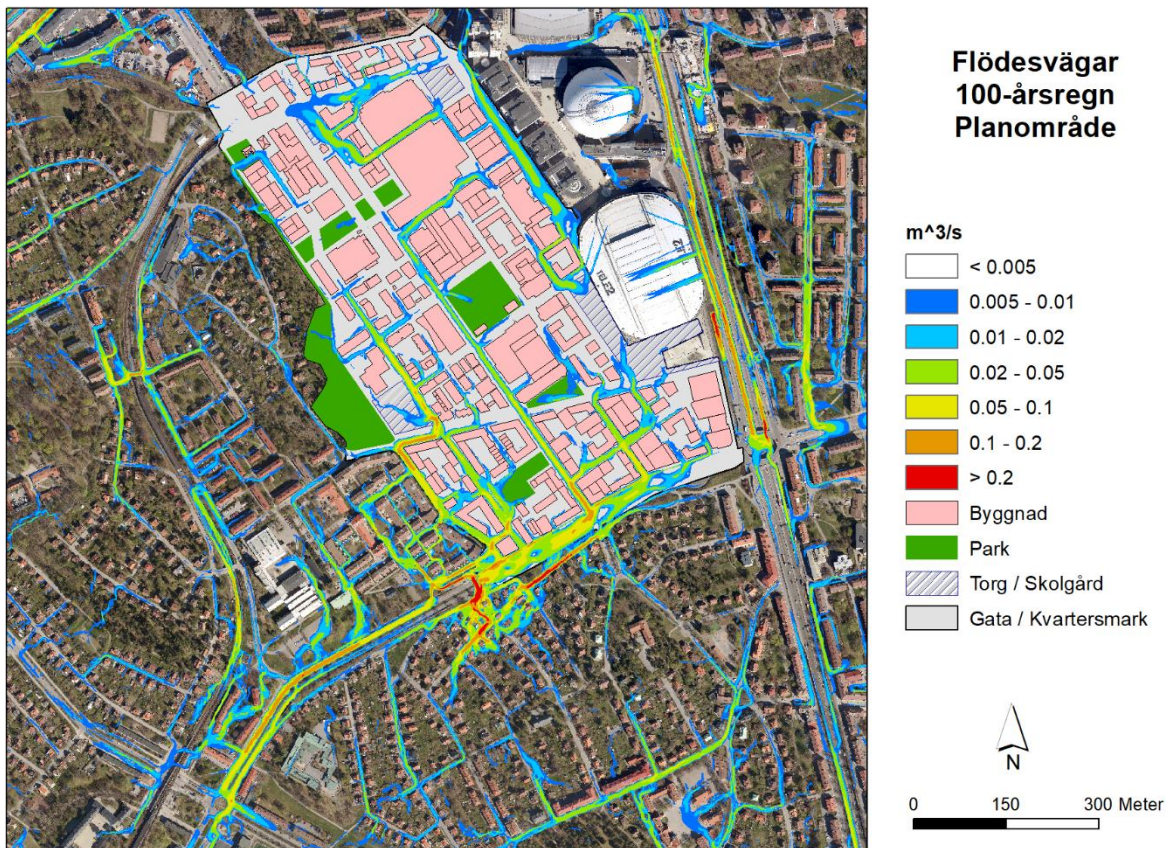 Flödesvägar
100-årsregn
Planområde
m^3/s
< 0.005
0.005 - 0.01
0.01 - 0.02
0.02 - 0.05
0.05 - 0.1
0.1 - 0.2
> 0.2
Byggnad
Park
Torg / Skolgård
Gata / Kvartersmark
N
0 150 300 Meter
TELE2